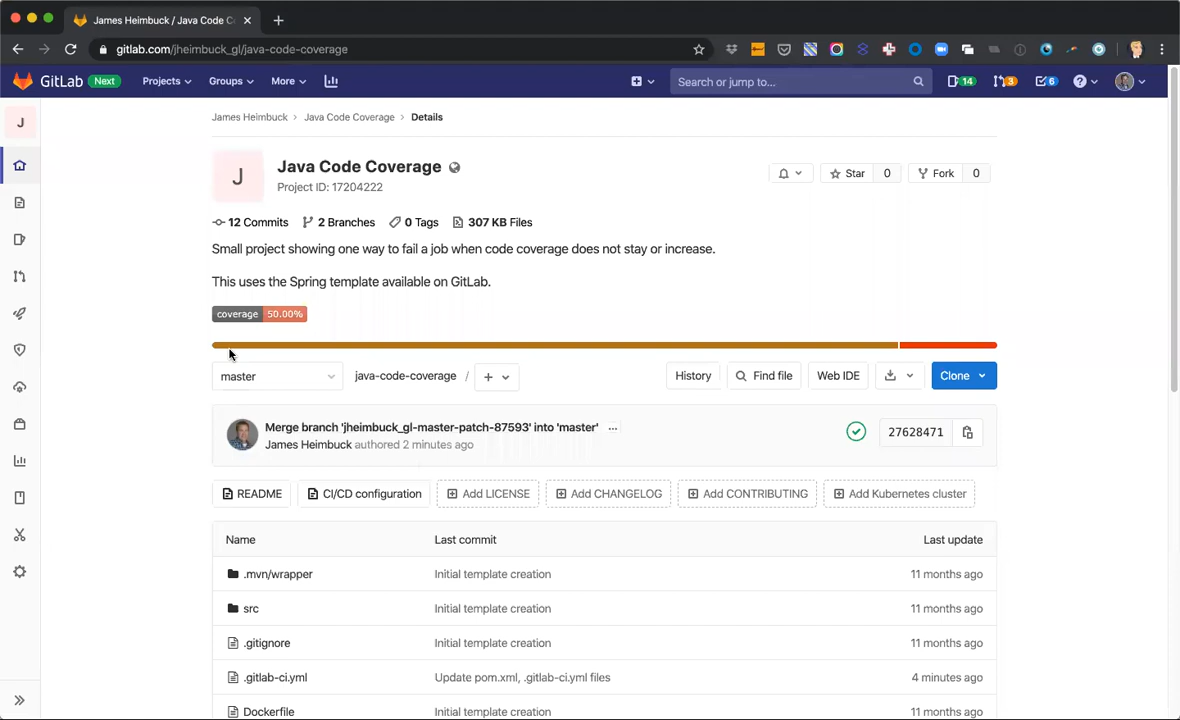 James Heimbuck / Java Code C
gitlab.com/jheimbuck_gl/java-code-coverage
GitLab Next Projects Groups More Search or jump to... 14 3 6
James Heimbuck > Java Code Coverage > Details
J
J
Java Code Coverage
Project ID: 17204222
Star 0 Fork 0
12 Commits 2 Branches 0 Tags 307 KB Files
Small project showing one way to fail a job when code coverage does not stay or increase.
This uses the Spring template available on GitLab.
coverage 50.00%
master java-code-coverage / + History Find file Web IDE Clone
Merge branch 'jheimbuck_gl-master-patch-87593' into 'master' ...
James Heimbuck authored 2 minutes ago
27628471
README CI/CD configuration Add LICENSE Add CHANGELOG Add CONTRIBUTING Add Kubernetes cluster
Name Last commit Last update
.mvn/wrapper Initial template creation 11 months ago
src Initial template creation 11 months ago
.gitignore Initial template creation 11 months ago
.gitlab-ci.yml Update pom.xml, .gitlab-ci.yml files 4 minutes ago
Dockerfile Initial template creation 11 months ago